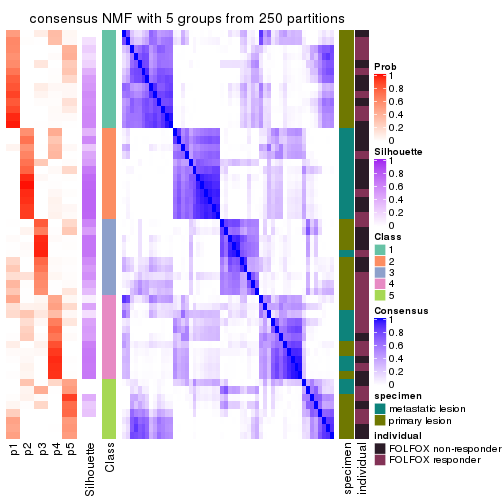 consensus NMF with 5 groups from 250 partitions
Prob
1
0.8
0.6
0.4
0.2
0
Silhouette
0.8
0.6
0.4
0.2
0
Class
1
2
3
4
5
Consensus
1
0.8
0.6
0.4
0.2
0
specimen
metastatic lesion
primary lesion
individual
FOLFOX non-responder
FOLFOX responder
p1
p2
p3
p4
p5
Silhouette
Class
specimen
individual